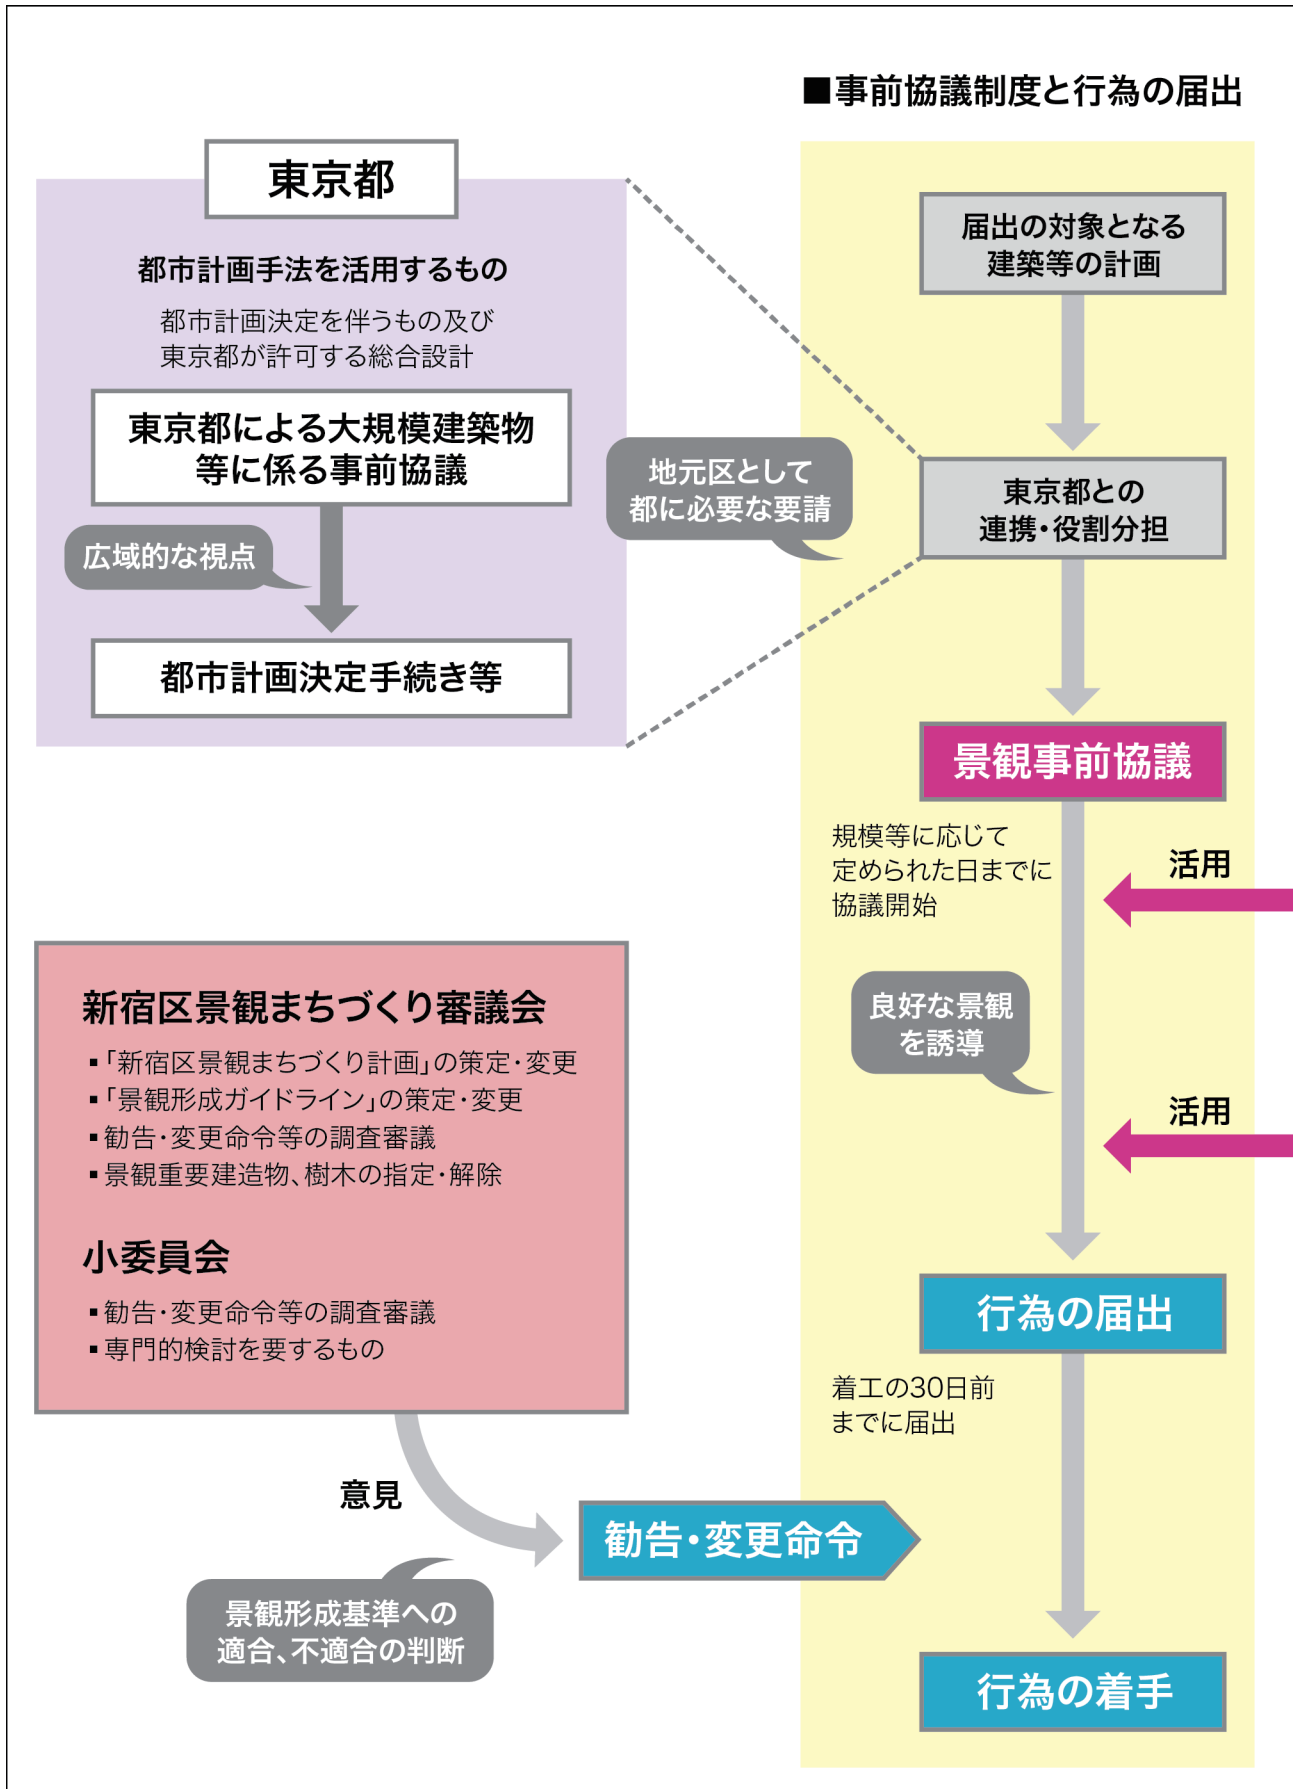 ■事前協議制度と行為の届出
東京都
都市計画手法を活用するもの
都市計画決定を伴うもの及び
東京都が許可する総合設計
東京都による大規模建築物
等に係る事前協議
広域的な視点
都市計画決定手続き等
地元区として
都に必要な要請
届出の対象となる
建築等の計画
東京都との
連携・役割分担
景観事前協議
規模等に応じて
定められた日までに
協議開始
活用
良好な景観
を誘導
活用
行為の届出
着工の30日前
までに届出
新宿区景観まちづくり審議会
▪「新宿区景観まちづくり計画」の策定・変更
▪「景観形成ガイドライン」の策定・変更
▪勧告・変更命令等の調査審議
▪景観重要建造物、樹木の指定・解除
小委員会
▪勧告・変更命令等の調査審議
▪専門的検討を要するもの
意見
勧告・変更命令
景観形成基準への
適合、不適合の判断
行為の着手